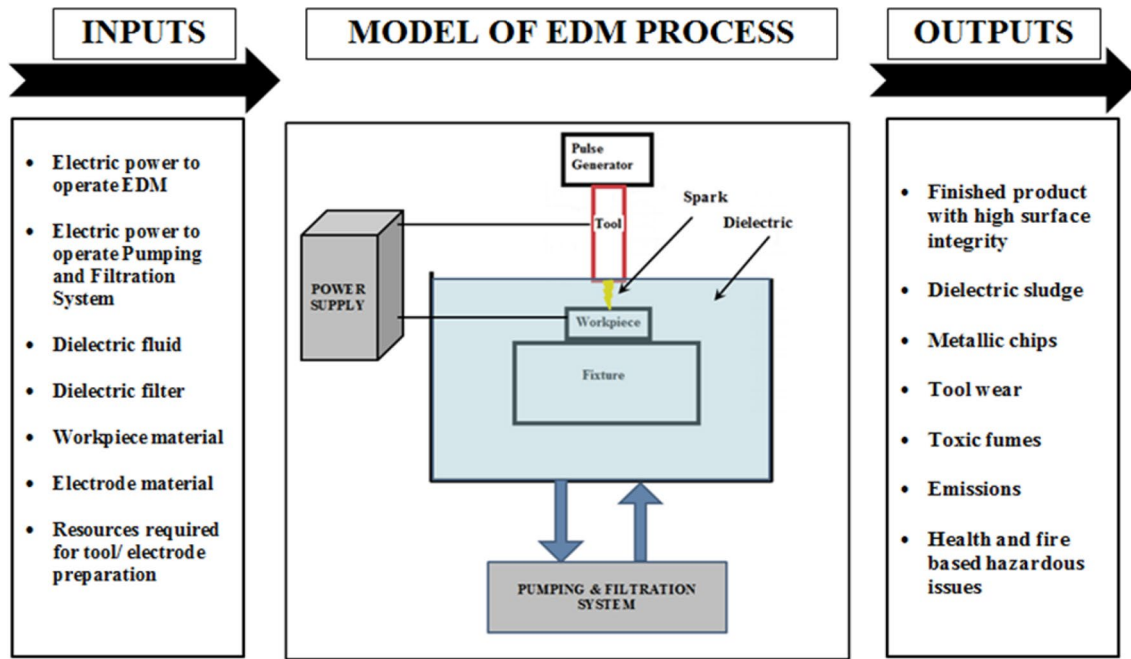 INPUTS
MODEL OF EDM PROCESS
OUTPUTS
• Electric power to
operate EDM
• Electric power to
operate Pumping
and Filtration
System
• Dielectric fluid
• Dielectric filter
• Workpiece material
• Electrode material
• Resources required
for tool/ electrode
preparation
Pulse
Generator
Tool
Spark
Dielectric
POWER
SUPPLY
Workpiece
Fixture
PUMPING & FILTRATION
SYSTEM
• Finished product
with high surface
integrity
• Dielectric sludge
• Metallic chips
• Tool wear
• Toxic fumes
• Emissions
• Health and fire
based hazardous
issues